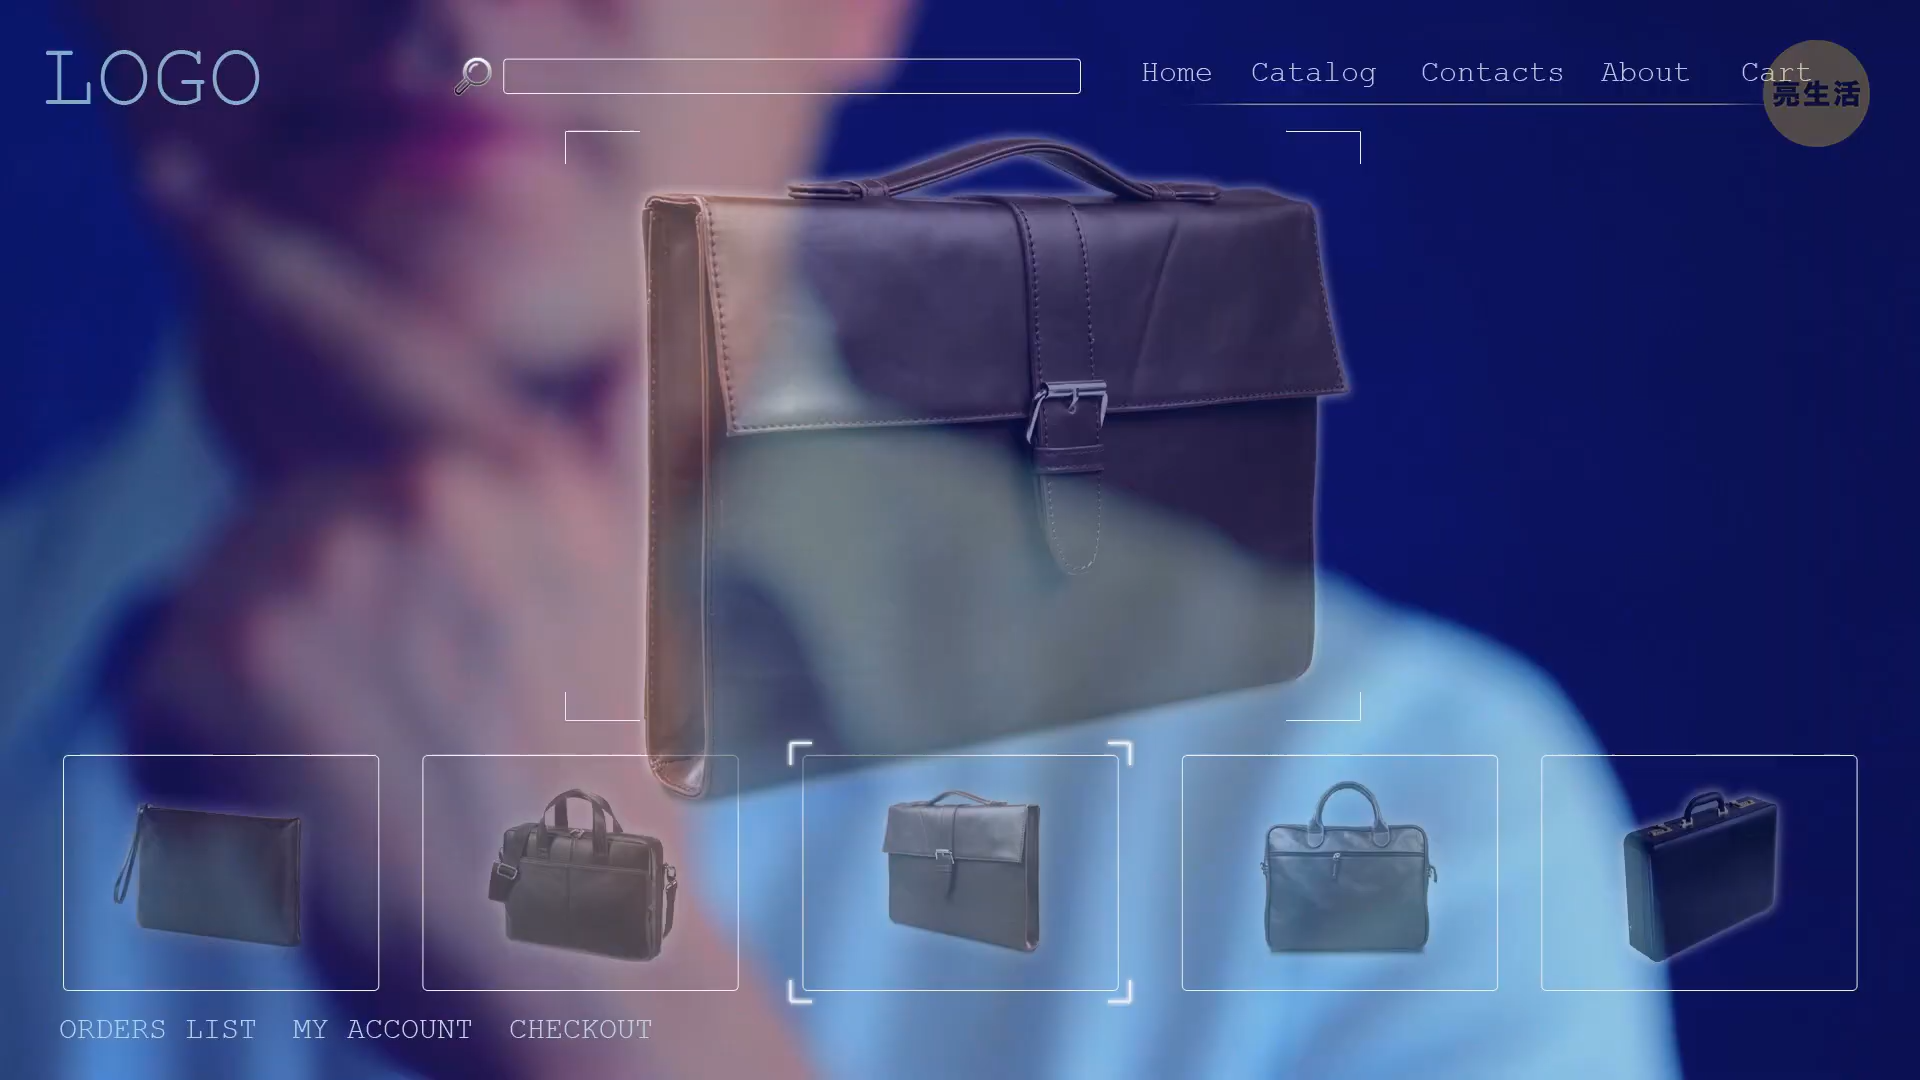 LOGO
Home Catalog Contacts About Cart
亮生活
ORDERS LIST MY ACCOUNT CHECKOUT